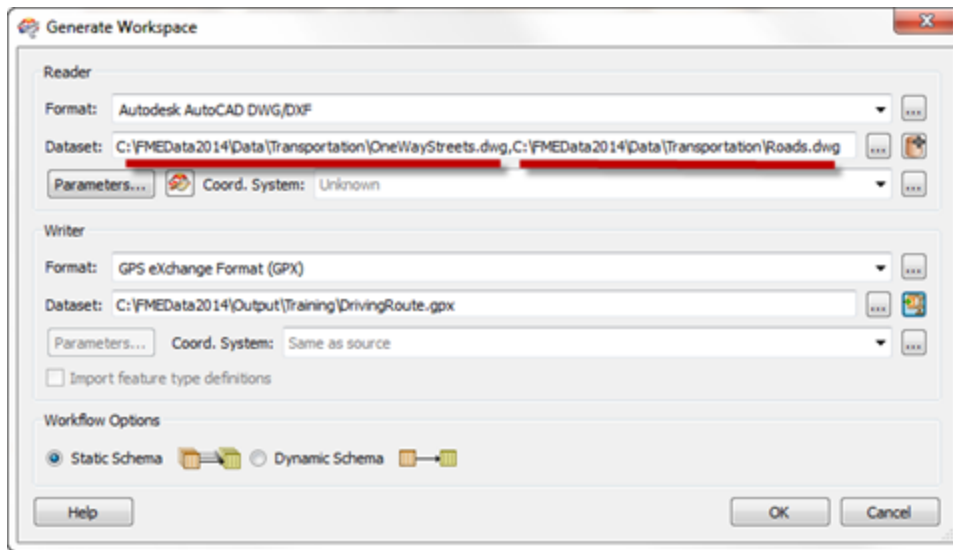 Generate Workspace
Reader
Format: Autodesk AutoCAD DWG/DXF ...
Dataset: C:\FMEData2014\Data\Transportation\OneWayStreets.dwg,C:\FMEData2014\Data\Transportation\Roads.dwg ...
Parameters... Coord. System: Unknown ...
Writer
Format: GPS eXchange Format (GPX) ...
Dataset: C:\FMEData2014\Output\Training\DrivingRoute.gpx ...
Parameters... Coord. System: Same as source ...
Import feature type definitions
Workflow Options
Static Schema Dynamic Schema
Help OK Cancel